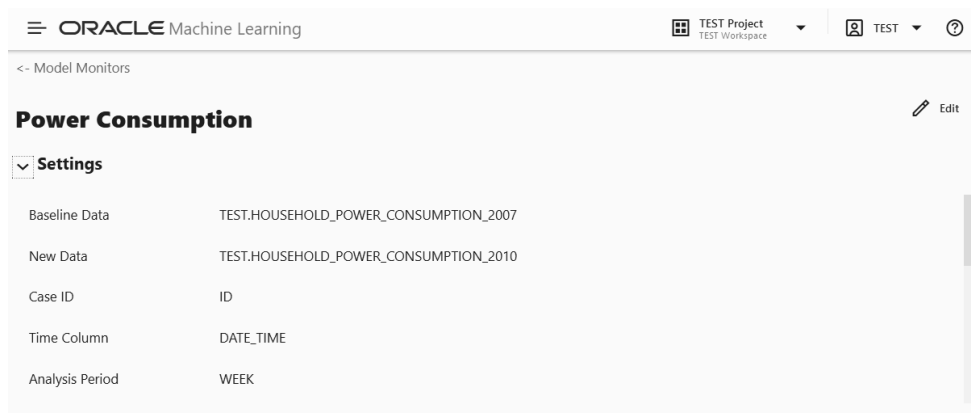 ORACLE Machine Learning
TEST Project
TEST Workspace
TEST
<- Model Monitors
Power Consumption
Edit
Settings
Baseline Data TEST.HOUSEHOLD_POWER_CONSUMPTION_2007
New Data TEST.HOUSEHOLD_POWER_CONSUMPTION_2010
Case ID ID
Time Column DATE_TIME
Analysis Period WEEK